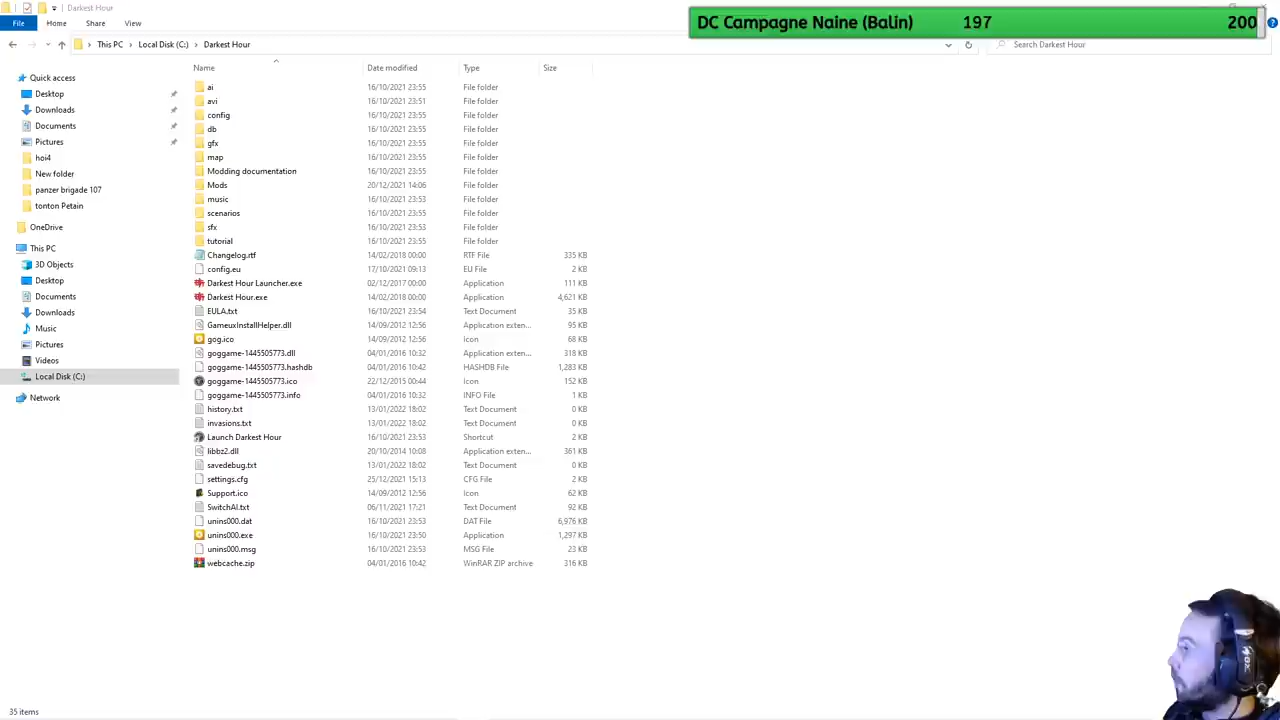 Darkest Hour
DC Campagne Naine (Balin) 197 200
File Home Share View
This PC Local Disk (C:) Darkest Hour Search Darkest Hour
Name Date modified Type Size
Quick access
Desktop
Downloads
Documents
Pictures
hoi4
New folder
panzer brigade 107
tonton Petain
OneDrive
This PC
3D Objects
Desktop
Documents
Downloads
Music
Pictures
Videos
Local Disk (C:)
Network
ai 16/10/2021 23:55 File folder
avi 16/10/2021 23:51 File folder
config 16/10/2021 23:55 File folder
db 16/10/2021 23:55 File folder
gfx 16/10/2021 23:55 File folder
map 16/10/2021 23:55 File folder
Modding documentation 16/10/2021 23:55 File folder
Mods 20/12/2021 14:06 File folder
music 16/10/2021 23:53 File folder
scenarios 16/10/2021 23:55 File folder
sfx 16/10/2021 23:53 File folder
tutorial 16/10/2021 23:55 File folder
Changelog.rtf 14/02/2018 00:00 RTF File 335 KB
config.eu 17/10/2021 09:13 EU File 2 KB
Darkest Hour Launcher.exe 02/12/2017 00:00 Application 111 KB
Darkest Hour.exe 14/02/2018 00:00 Application 4,621 KB
EULA.txt 16/10/2021 23:54 Text Document 35 KB
GameuxInstallHelper.dll 14/09/2012 12:56 Application exten... 95 KB
gog.ico 14/09/2012 12:56 Icon 68 KB
goggame-1445505773.dll 04/01/2016 10:32 Application exten... 318 KB
goggame-1445505773.hashdb 04/01/2016 10:42 HASHDB File 1,283 KB
goggame-1445505773.ico 22/12/2015 00:44 Icon 152 KB
goggame-1445505773.info 04/01/2016 10:32 INFO File 1 KB
history.txt 13/01/2022 18:02 Text Document 0 KB
invasions.txt 13/01/2022 18:02 Text Document 0 KB
Launch Darkest Hour 16/10/2021 23:53 Shortcut 2 KB
libbz2.dll 20/10/2014 10:08 Application exten... 361 KB
savedebug.txt 13/01/2022 18:02 Text Document 0 KB
settings.cfg 25/12/2021 15:13 CFG File 2 KB
Support.ico 14/09/2012 12:56 Icon 62 KB
SwitchAI.txt 06/11/2021 17:21 Text Document 92 KB
unins000.dat 16/10/2021 23:53 DAT File 6,976 KB
unins000.exe 16/10/2021 23:50 Application 1,297 KB
unins000.msg 16/10/2021 23:53 MSG File 23 KB
webcache.zip 04/01/2016 10:42 WinRAR ZIP archive 316 KB
35 items